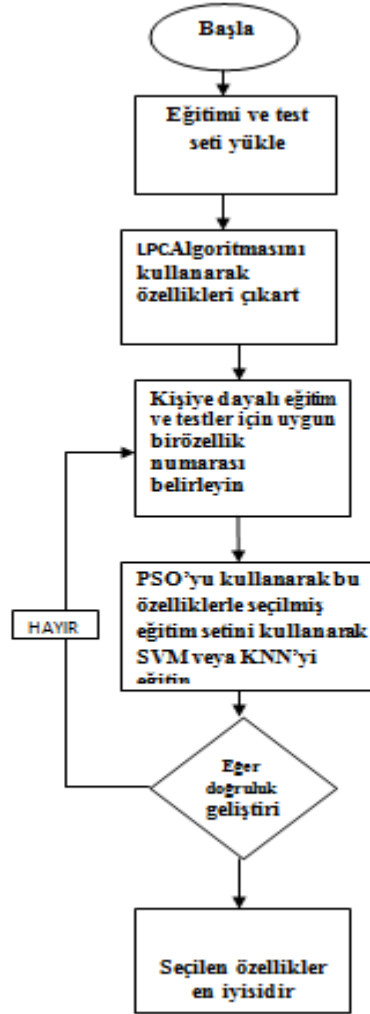 Başla
Eğitimi ve test
seti yükle
LPCAlgoritmasını
kullanarak
özellikleri çıkart
Kişiye dayalı eğitim
ve testler için uygun
birözellik
numarası
belirleyin
PSO'yu kullanarak bu
özelliklerle seçilmiş
eğitim setini kullanarak
SVM veya KNN'yi
eğitin
HAYIR
Eğer
doğruluk
geliştiri
Seçilen özellikler
en iyisidir